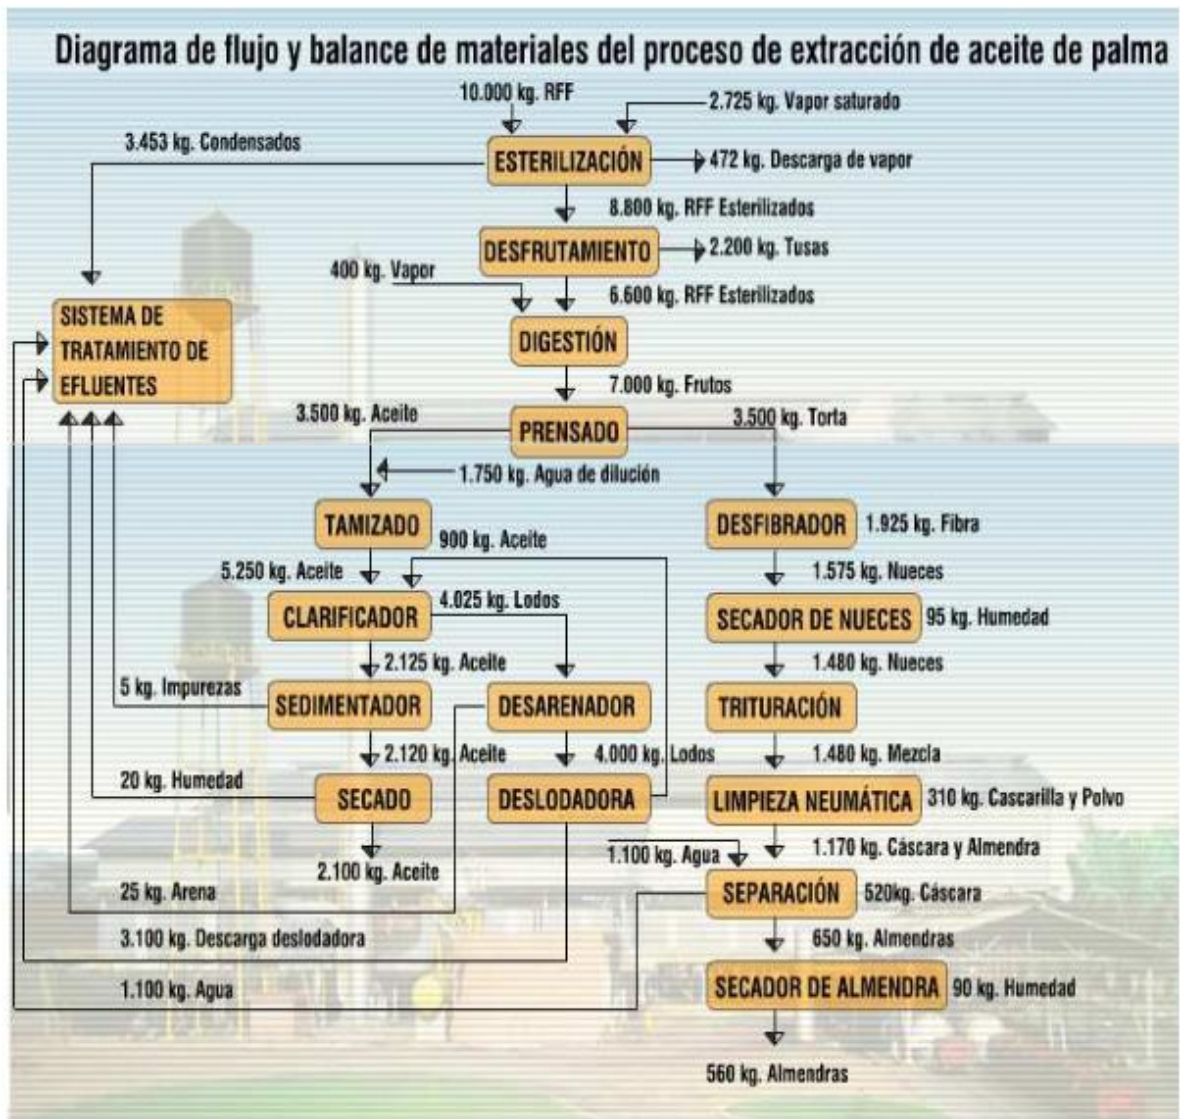 Diagrama de flujo y balance de materiales del proceso de extracción de aceite de palma
10.000 kg. RFF
2.725 kg. Vapor saturado
3.453 kg. Condensados
ESTERILIZACIÓN
472 kg. Descarga de vapor
8.800 kg. RFF Esterilizados
DESFRUTAMIENTO
2.200 kg. Tusas
400 kg. Vapor
6.600 kg. RFF Esterilizados
SISTEMA DE
TRATAMIENTO DE
EFLUENTES
DIGESTIÓN
7.000 kg. Frutos
3.500 kg. Aceite
PRENSADO
3.500 kg. Torta
1.750 kg. Agua de dilución
TAMIZADO
900 kg. Aceite
DESFIBRADOR
1.925 kg. Fibra
5.250 kg. Aceite
1.575 kg. Nueces
CLARIFICADOR
4.025 kg. Lodos
SECADOR DE NUECES
95 kg. Humedad
2.125 kg. Aceite
1.480 kg. Nueces
5 kg. Impurezas
SEDIMENTADOR
DESARENADOR
TRITURACIÓN
2.120 kg. Aceite
4.000 kg. Lodos
1.480 kg. Mezcla
20 kg. Humedad
SECADO
DESLODADORA
LIMPIEZA NEUMÁTICA
310 kg. Cascarilla y Polvo
1.100 kg. Agua
1.170 kg. Cáscara y Almendra
2.100 kg. Aceite
25 kg. Arena
SEPARACIÓN
520kg. Cáscara
3.100 kg. Descarga deslodadora
650 kg. Almendras
1.100 kg. Agua
SECADOR DE ALMENDRA
90 kg. Humedad
560 kg. Almendras